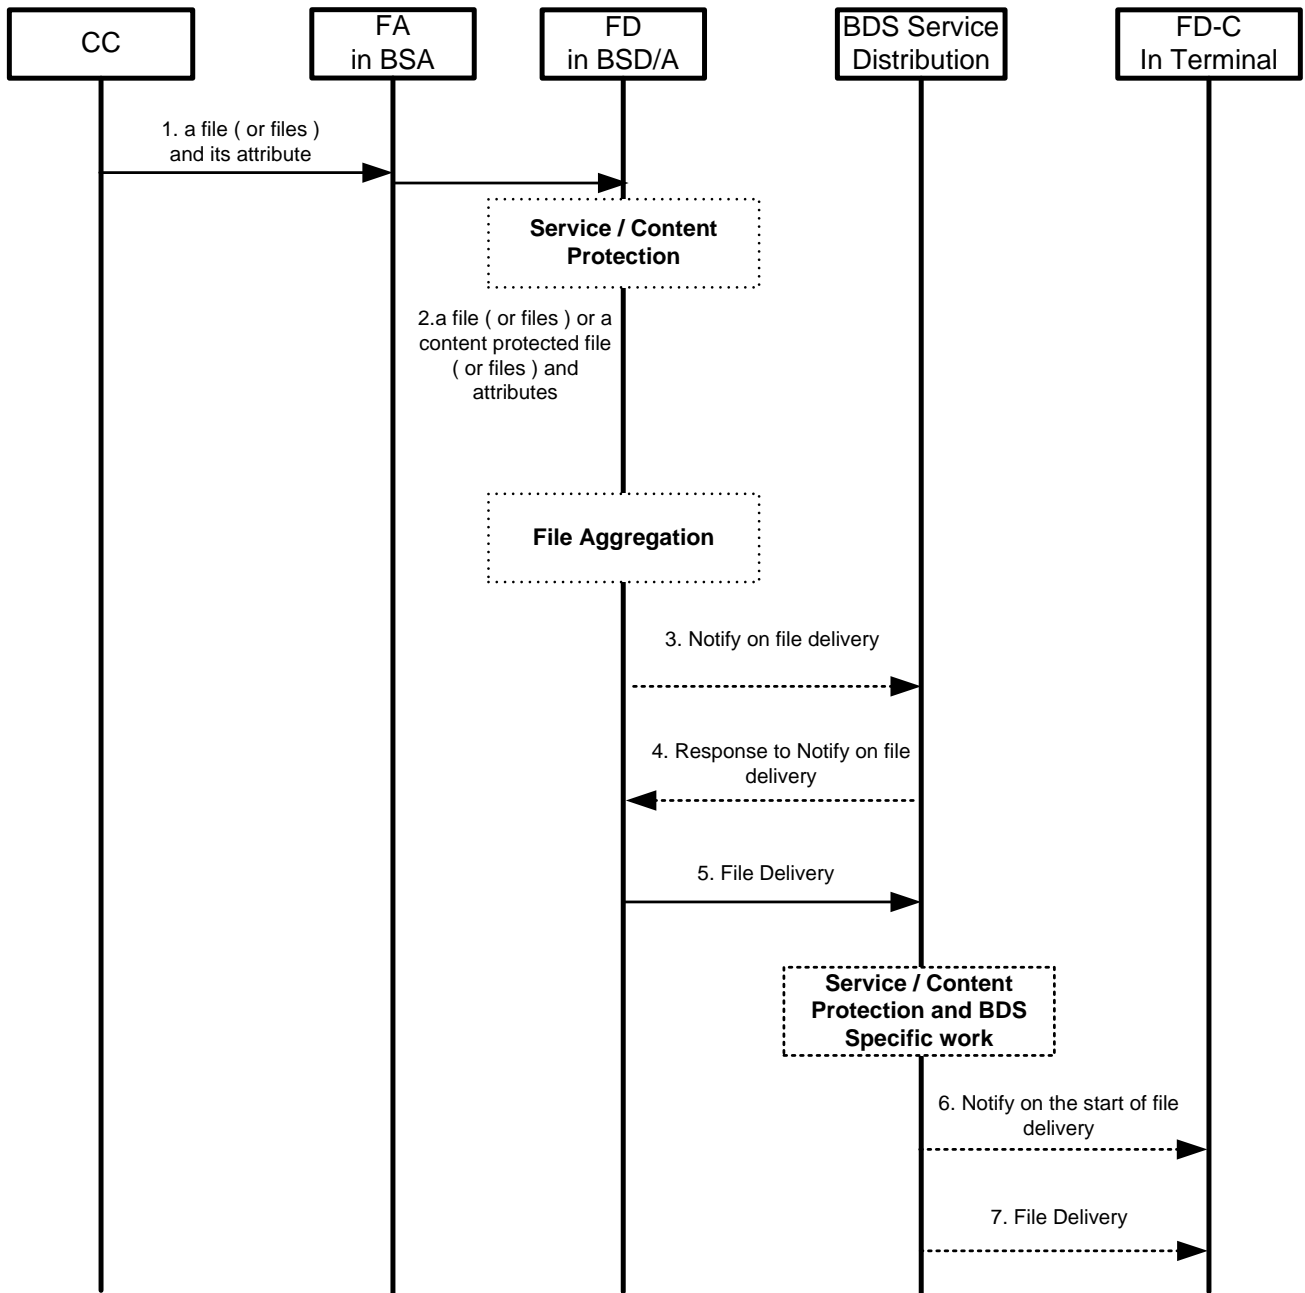 CC
FA
in BSA
FD
in BSD/A
BDS Service
Distribution
FD-C
In Terminal
1. a file ( or files )
and its attribute
Service / Content
Protection
2.a file ( or files ) or a
content protected file
( or files ) and
attributes
File Aggregation
3. Notify on file delivery
4. Response to Notify on file
delivery
5. File Delivery
Service / Content
Protection and BDS
Specific work
6. Notify on the start of file
delivery
7. File Delivery